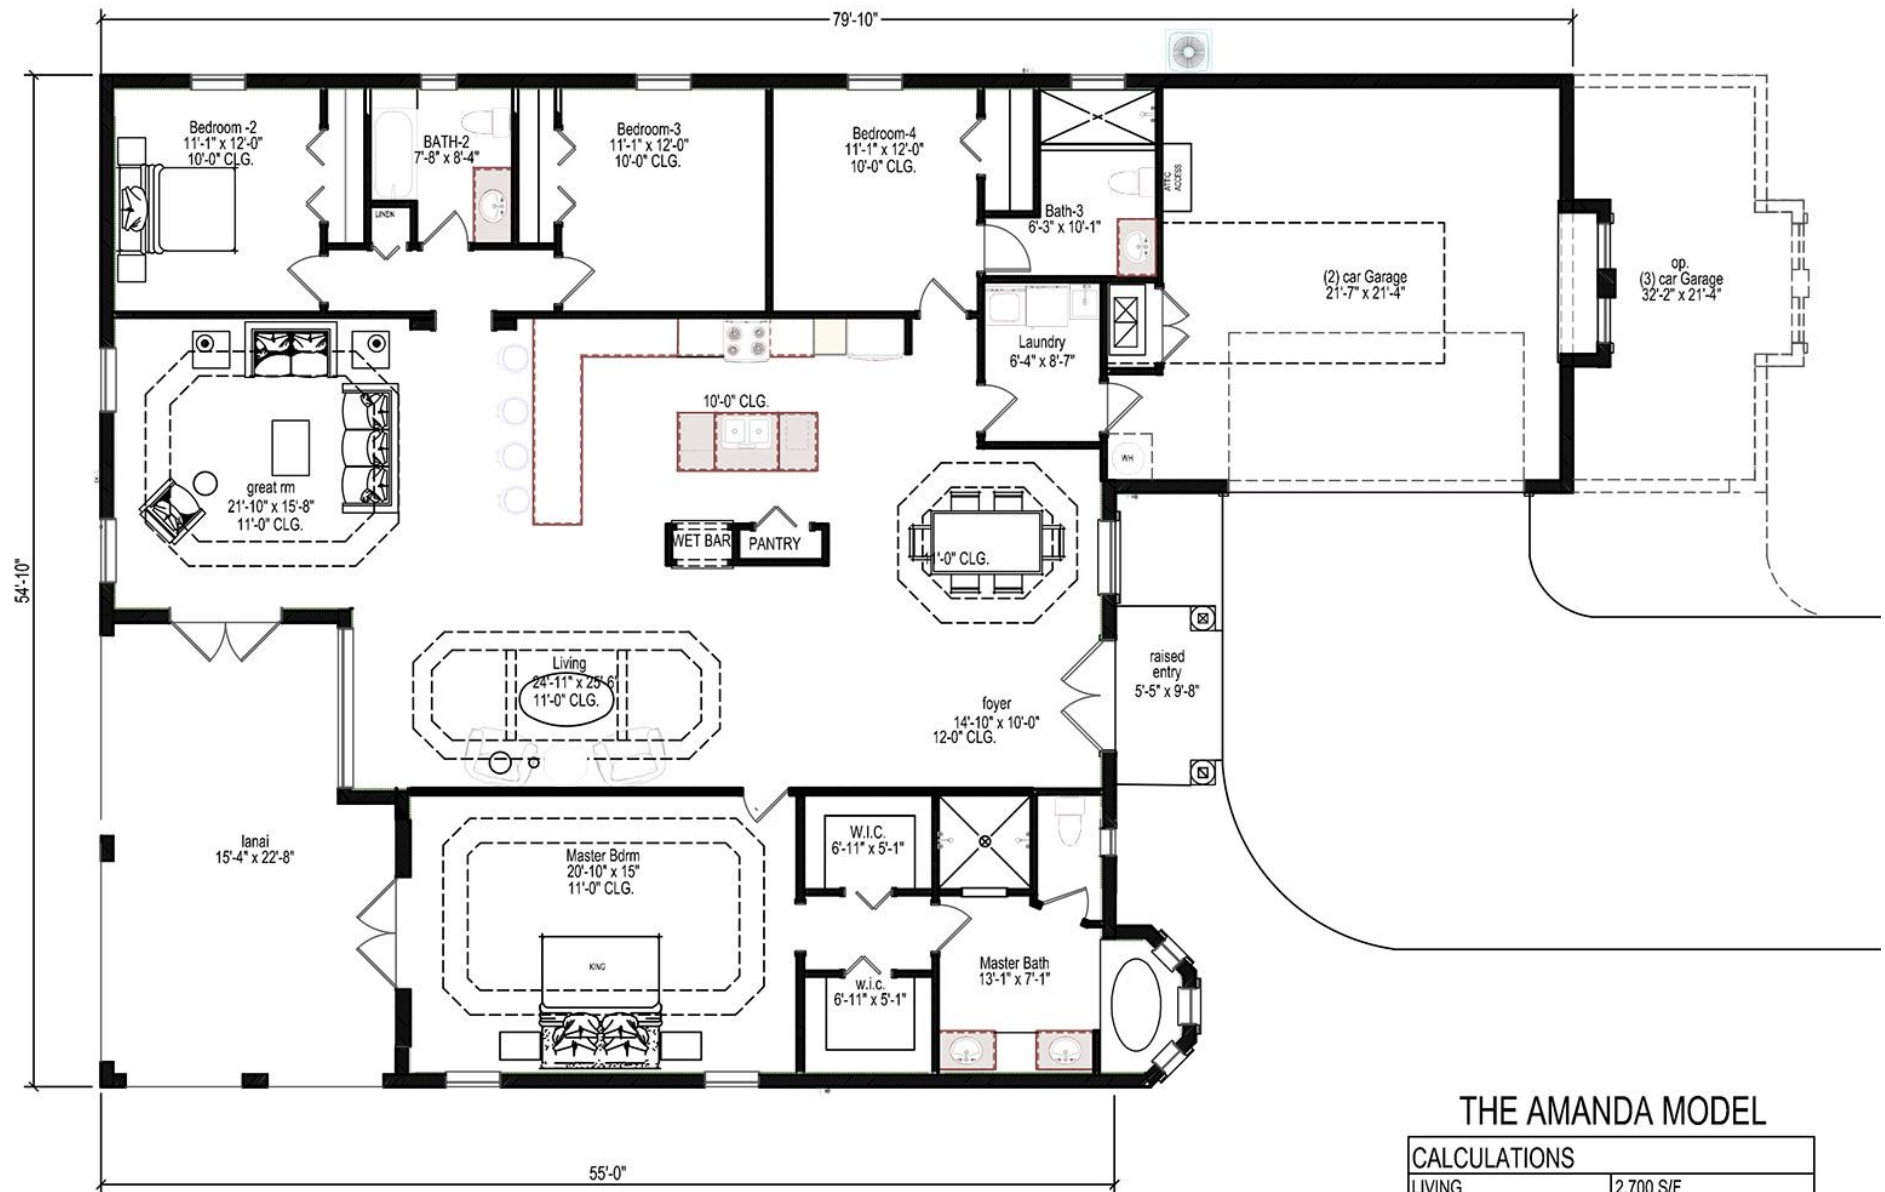 79'-10"
Bedroom -2
11'-1" x 12'-0"
10'-0" CLG.
BATH-2
7'-8" x 8'-4"
LINEN
Bedroom-3
11'-1" x 12'-0"
10'-0" CLG.
Bedroom-4
11'-1" x 12'-0"
10'-0" CLG.
ATTIC
ACCESS
Bath-3
6'-3" x 10'-1"
(2) car Garage
21'-7" x 21'-4"
op.
(3) car Garage
32'-2" x 21'-4"
Laundry
6'-4" x 8'-7"
10'-0" CLG.
WH
great rm
21'-10" x 15'-8"
11'-0" CLG.
WET BAR
PANTRY
11'-0" CLG.
54'-10"
Living
24'-11" x 25'-6"
11'-0" CLG.
raised
entry
5'-5" x 9'-8"
foyer
14'-10" x 10'-0"
12-0" CLG.
lanai
15'-4" x 22'-8"
Master Bdrm
20'-10" x 15"
11'-0" CLG.
KING
W.I.C.
6'-11" x 5'-1"
w.i.c.
6'-11" x 5'-1"
Master Bath
13'-1" x 7'-1"
55'-0"
THE AMANDA MODEL
CALCULATIONS
LIVING 2,700 S/F